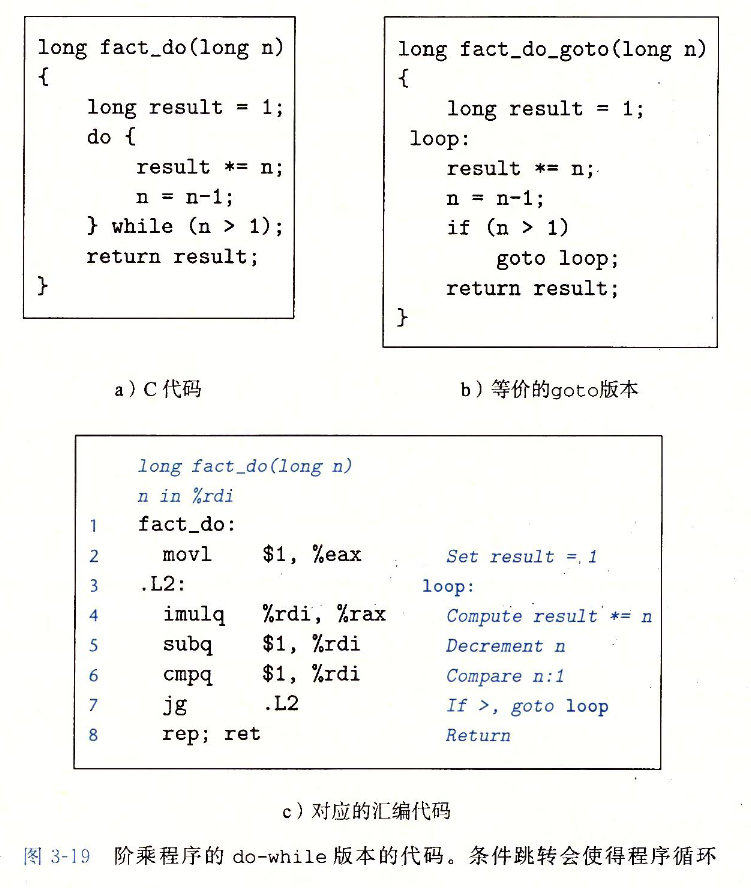 long fact_do(long n)
{
    long result = 1;
    do {
        result *= n;
        n = n-1;
    } while (n > 1);
    return result;
}
a）C 代码
long fact_do_goto(long n)
{
    long result = 1;
 loop:
    result *= n;
    n = n-1;
    if (n > 1)
        goto loop;
    return result;
}
b）等价的goto版本
long fact_do(long n)
n in %rdi
1 fact_do:
2   movl $1, %eax Set result = 1
3 .L2: loop:
4   imulq %rdi, %rax Compute result *= n
5   subq $1, %rdi Decrement n
6   cmpq $1, %rdi Compare n:1
7   jg .L2 If >, goto loop
8   rep; ret Return
c）对应的汇编代码
图 3-19 阶乘程序的 do-while 版本的代码。条件跳转会使得程序循环